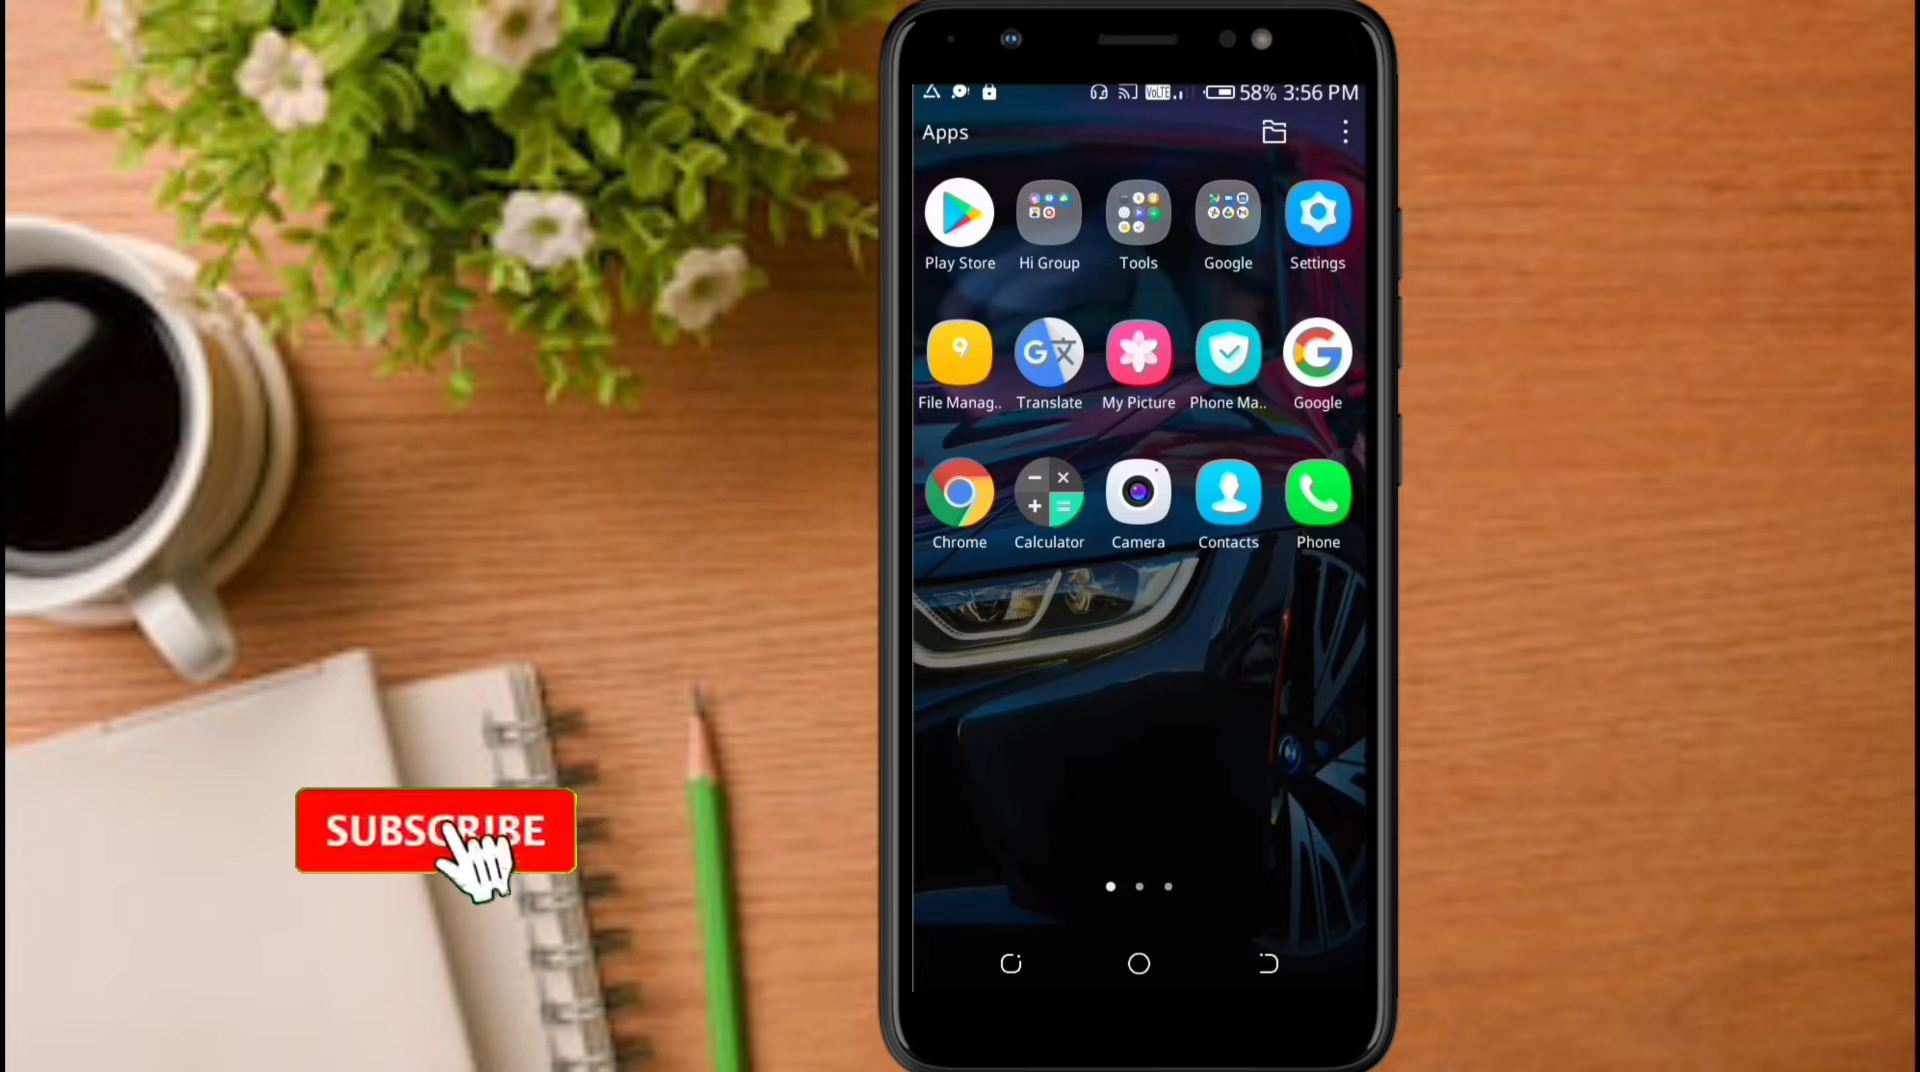 VoLTE 58% 3:56 PM
Apps
Play Store Hi Group Tools Google Settings
File Manag.. Translate My Picture Phone Ma.. Google
Chrome Calculator Camera Contacts Phone
SUBSCRIBE